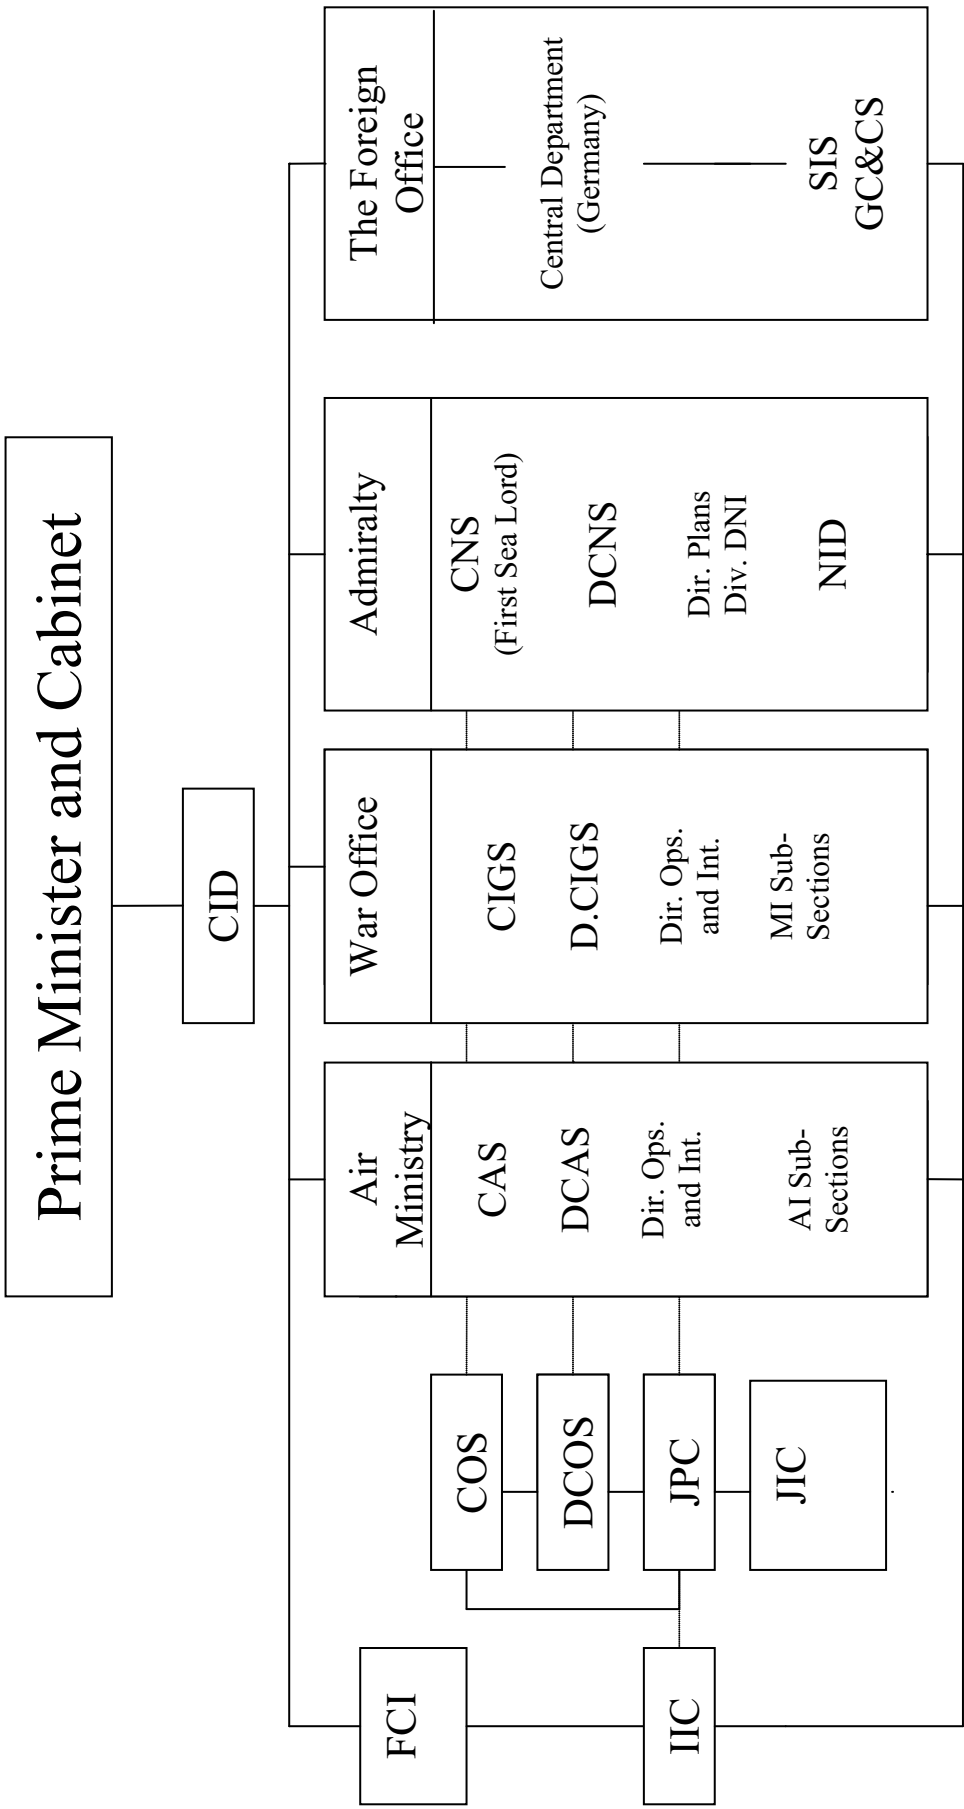 Prime Minister and Cabinet
CID
FCI
IIC
COS
DCOS
JPC
JIC
Air
Ministry
CAS
DCAS
Dir. Ops.
and Int.
AI Sub-
Sections
War Office
CIGS
D.CIGS
Dir. Ops.
and Int.
MI Sub-
Sections
Admiralty
CNS
(First Sea Lord)
DCNS
Dir. Plans
Div. DNI
NID
The Foreign
Office
Central Department
(Germany)
SIS
GC&CS